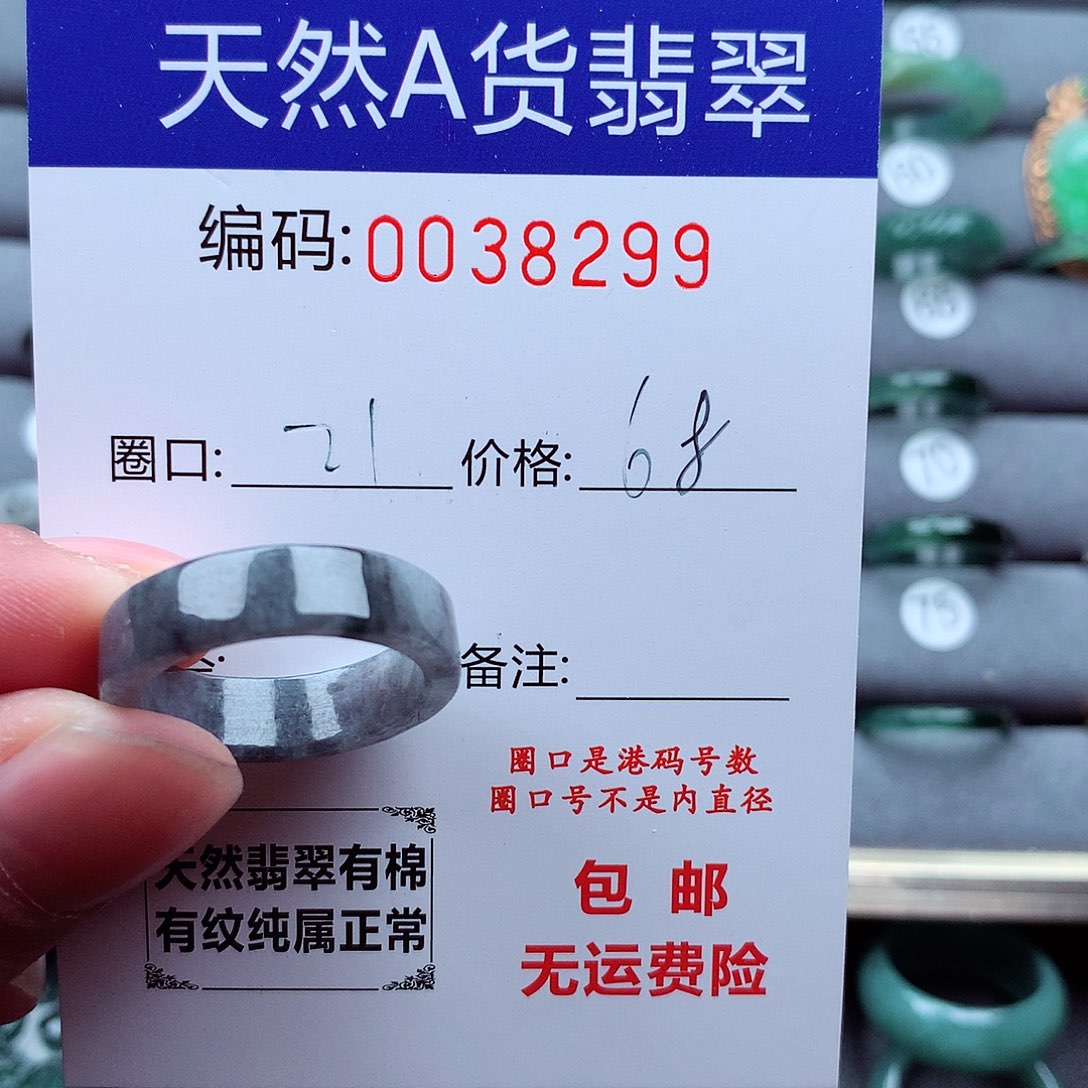 天然A货翡翠
编码:0038299
圈口: 21 价格: 68
备注:
圈口是港码号数
圈口号不是内直径
天然翡翠有棉
有纹纯属正常
包 邮
无运费险
70
75